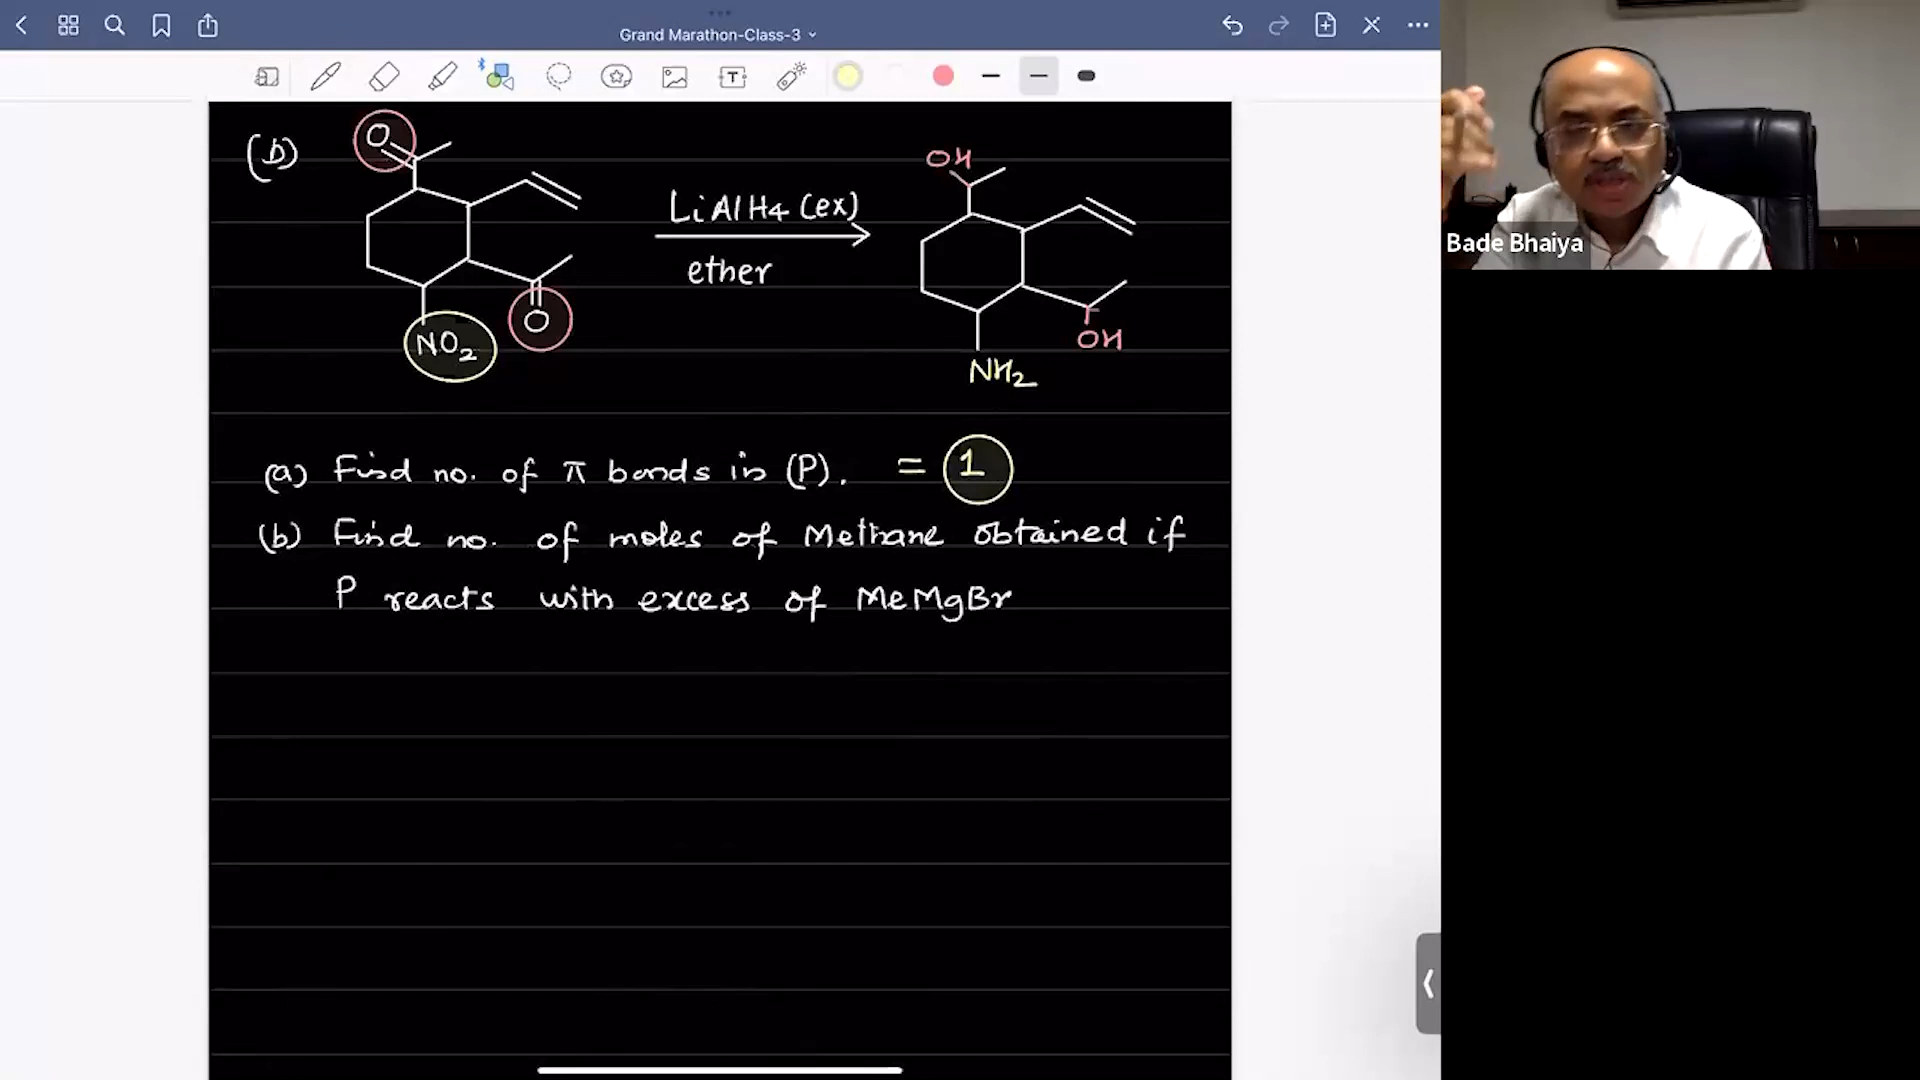 Grand Marathon-Class-3
T
(b)
O
OH
LiAlH4 (ex)
ether
NO2
O
OH
NH2
Bade Bhaiya
(a) Find no. of π bonds in (P). = 1
(b) Find no. of moles of Methane obtained if
P reacts with excess of MeMgBr